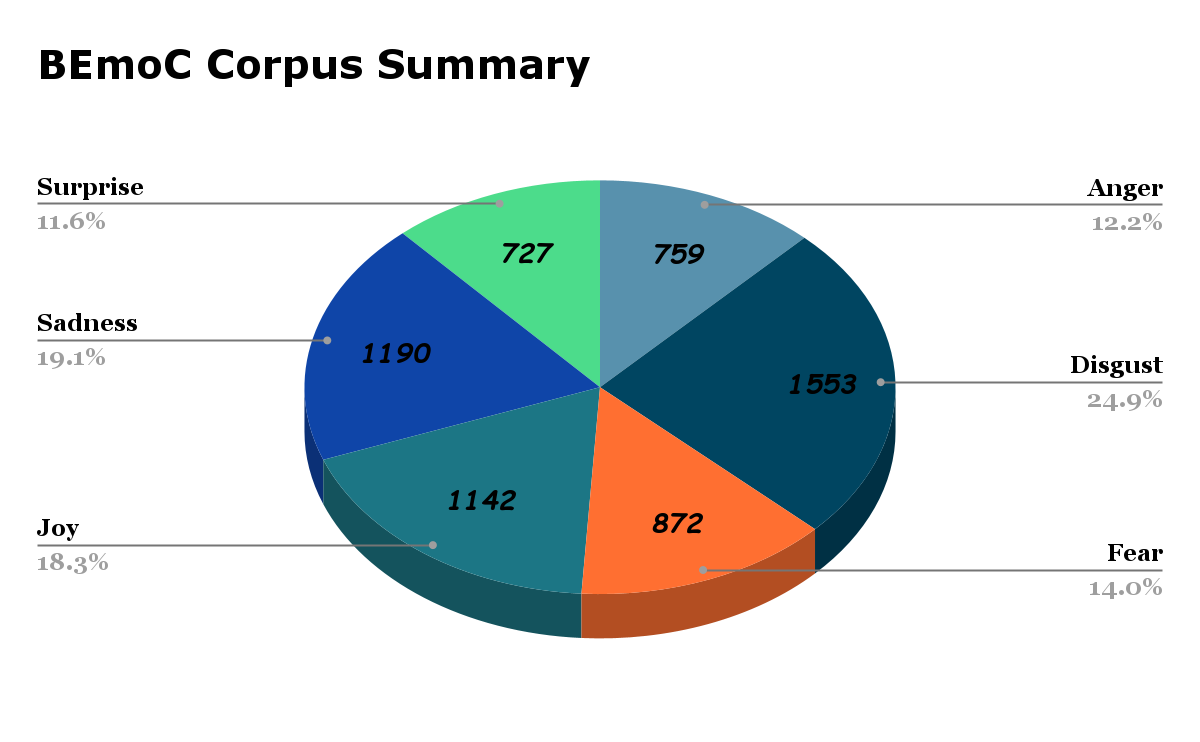 BEmoC Corpus Summary
Surprise
11.6%
Anger
12.2%
727
759
Sadness
19.1%
1190
Disgust
24.9%
1553
Joy
18.3%
1142
Fear
14.0%
872